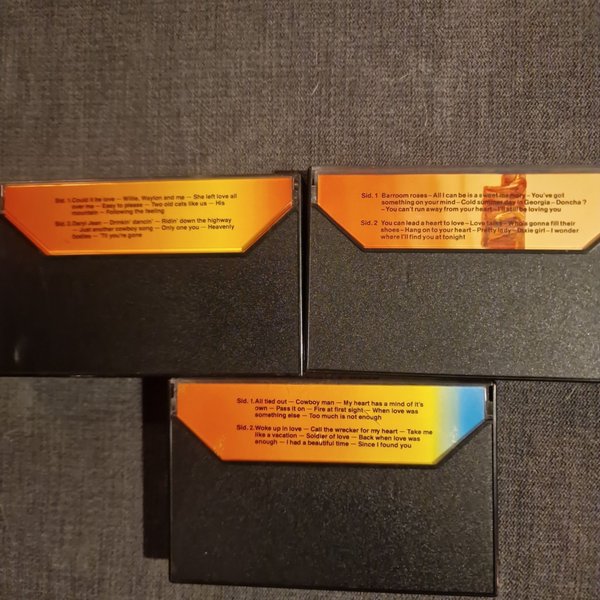 Sid. 1. Could it be love – Willie, Waylon and me – She left love all
over me – Easy to please – Two old cats like us – His
mountain – Following the feeling
Sid. 2. Daryl Jean – Drinkin' dancin' – Ridin' down the highway
– Just another cowboy song – Only one you – Heavenly
bodies – 'Til you're gone
Sid. 1 Barroom roses – All I can be is a sweet memory – You've got
something on your mind – Cold summer day in Georgia – Doncha ?
– You can't run away from your heart – I'll still be loving you
Sid. 2 You can lead a heart to love – Love talks – Who's gonna fill their
shoes – Hang on to your heart – Pretty lady – Dixie girl – I wonder
where I'll find you at tonight
Sid. 1. All tied out – Cowboy man – My heart has a mind of it's
own – Pass it on – Fire at first sight – When love was
something else – Too much is not enough
Sid. 2. Woke up in love – Call the wrecker for my heart – Take me
like a vacation – Soldier of love – Back when love was
enough – I had a beautiful time – Since I found you